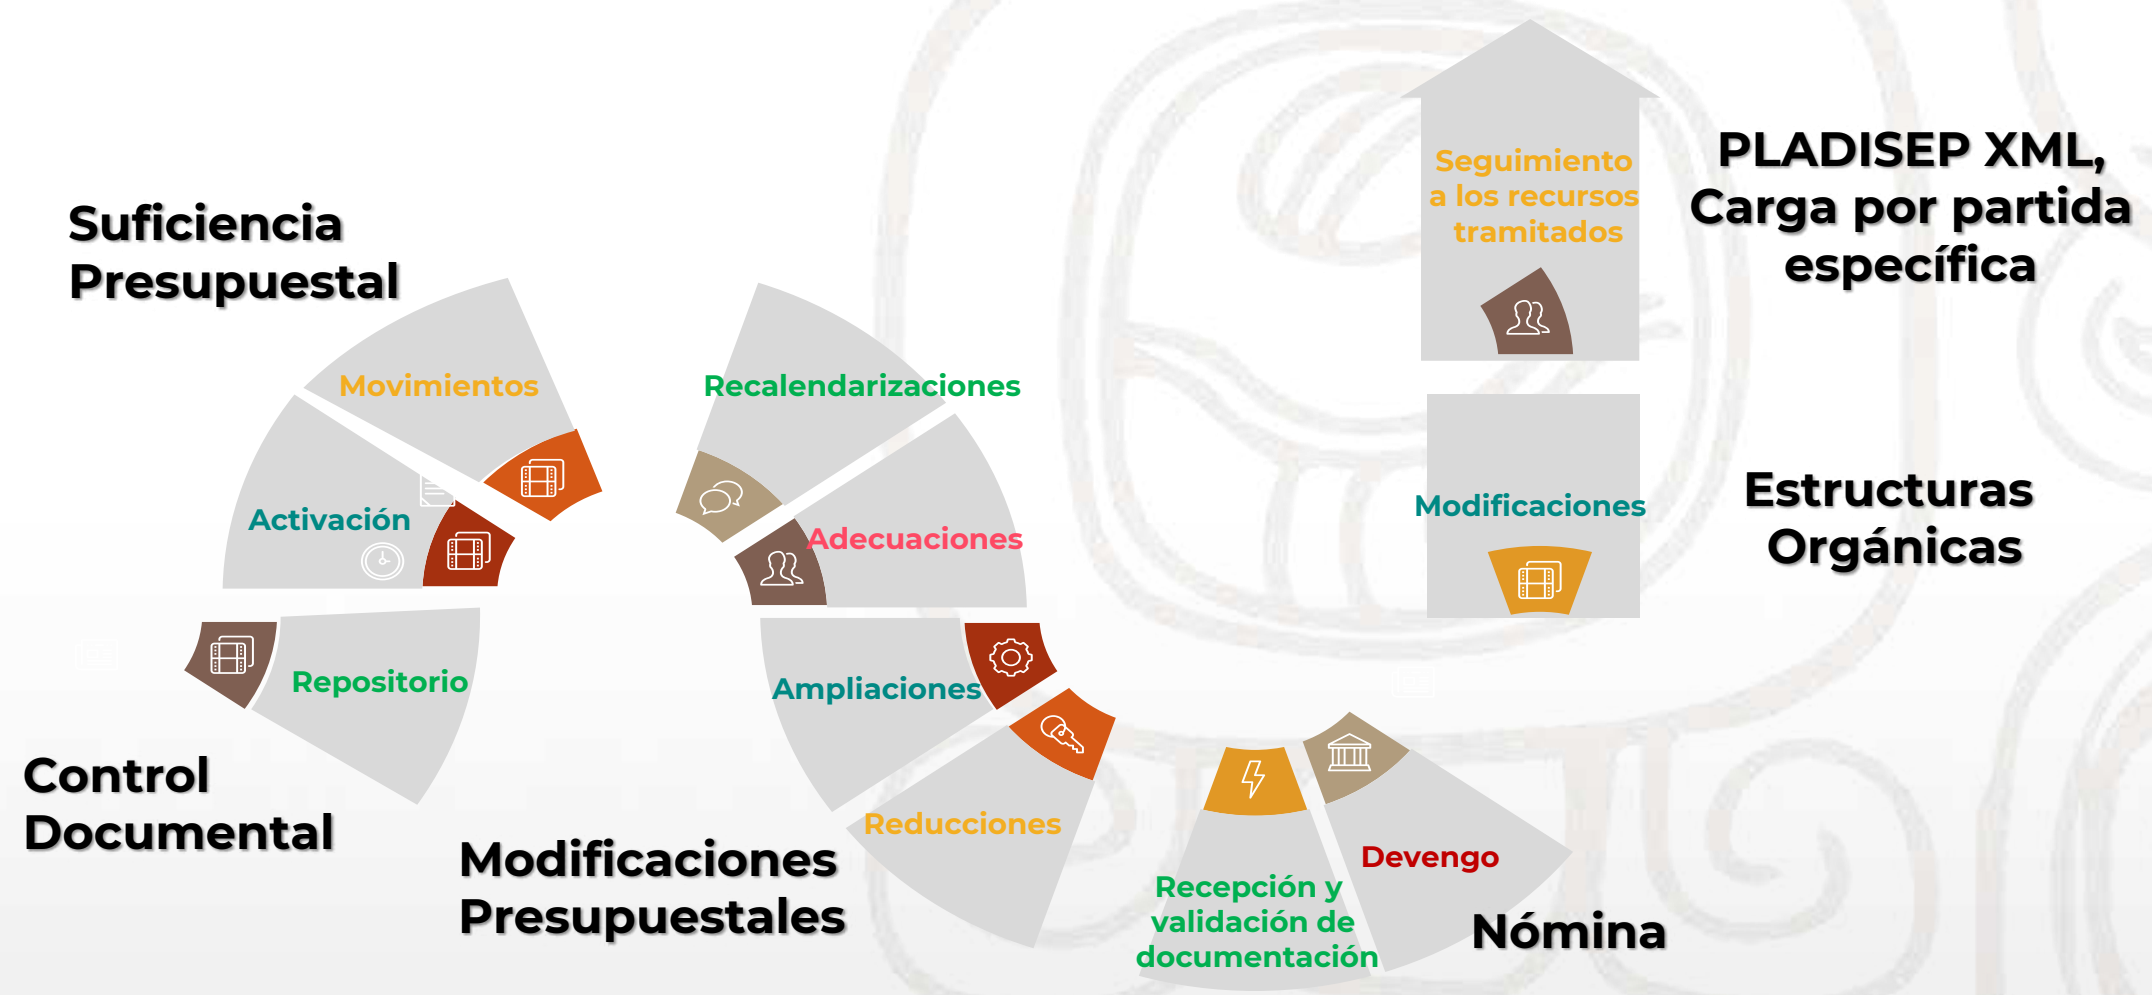 Suficiencia
Presupuestal
Movimientos
Activación
Repositorio
Control
Documental
Recalendarizaciones
Adecuaciones
Ampliaciones
Reducciones
Modificaciones
Presupuestales
Recepción y
validación de
documentación
Devengo
Nómina
Modificaciones
Estructuras
Orgánicas
Seguimiento
a los recursos
tramitados
PLADISEP XML,
Carga por partida
específica